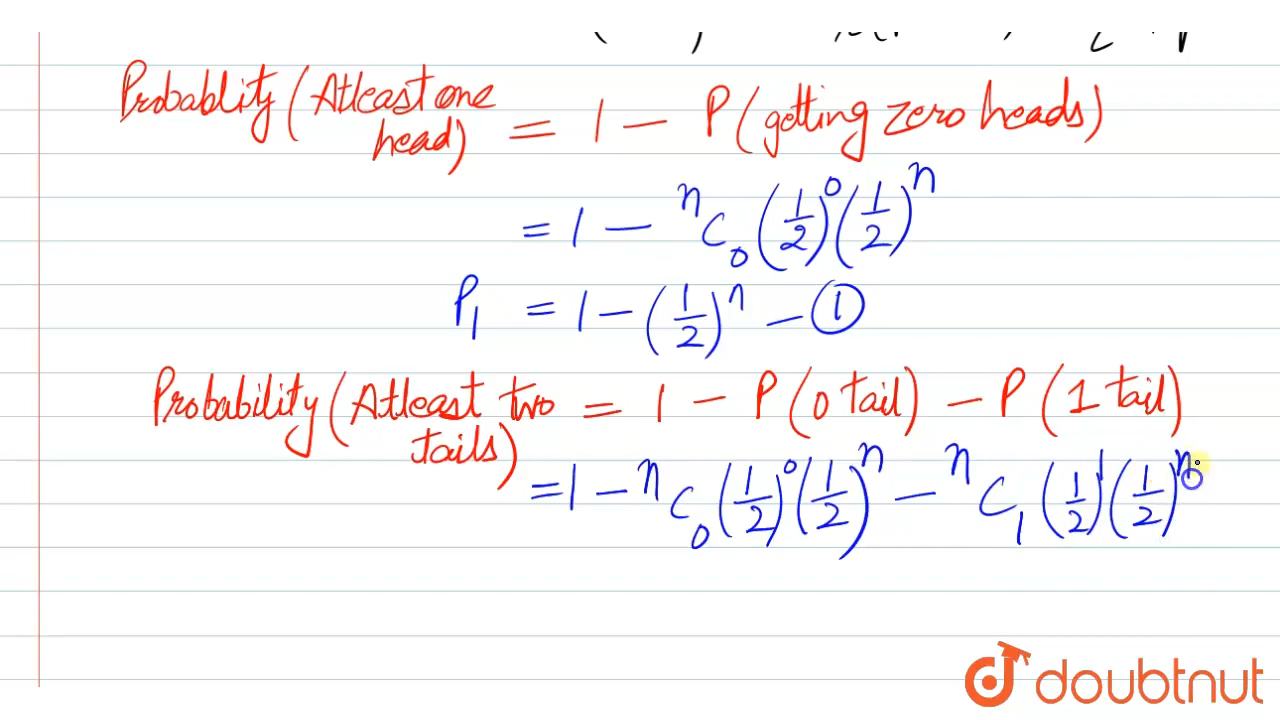 Probablity (Atleast one head) = 1 - P (getting zero heads)
= 1 - ⁿC₀ (1/2)⁰ (1/2)ⁿ
P₁ = 1 - (1/2)ⁿ - ①
Probability (Atleast two tails) = 1 - P (0 tail) - P (1 tail)
= 1 - ⁿC₀ (1/2)⁰ (1/2)ⁿ - ⁿC₁ (1/2)¹ (1/2)ⁿ
doubtnut